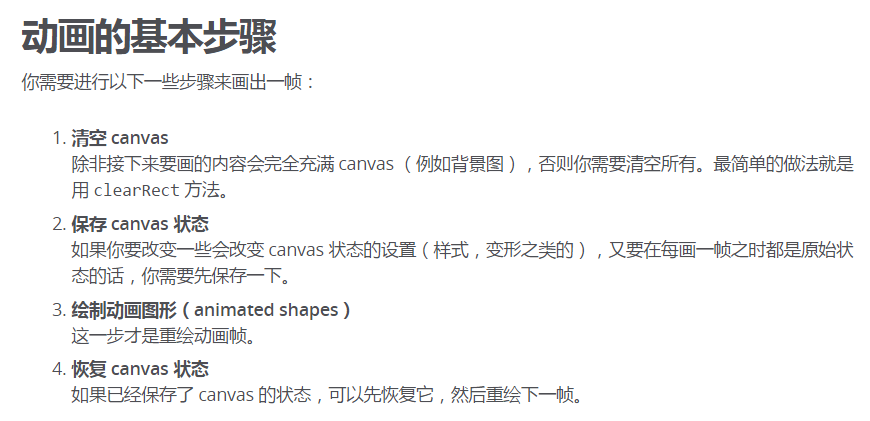 动画的基本步骤
你需要进行以下一些步骤来画出一帧：
1. 清空 canvas
除非接下来要画的内容会完全充满 canvas （ 例如背景图 ），否则你需要清空所有。最简单的做法就是
用 clearRect 方法。
2. 保存 canvas 状态
如果你要改变一些会改变 canvas 状态的设置（ 样式，变形之类的 ），又要在每画一帧之时都是原始状
态的话，你需要先保存一下。
3. 绘制动画图形（ animated shapes ）
这一步才是重绘动画帧。
4. 恢复 canvas 状态
如果已经保存了 canvas 的状态，可以先恢复它，然后重绘下一帧。